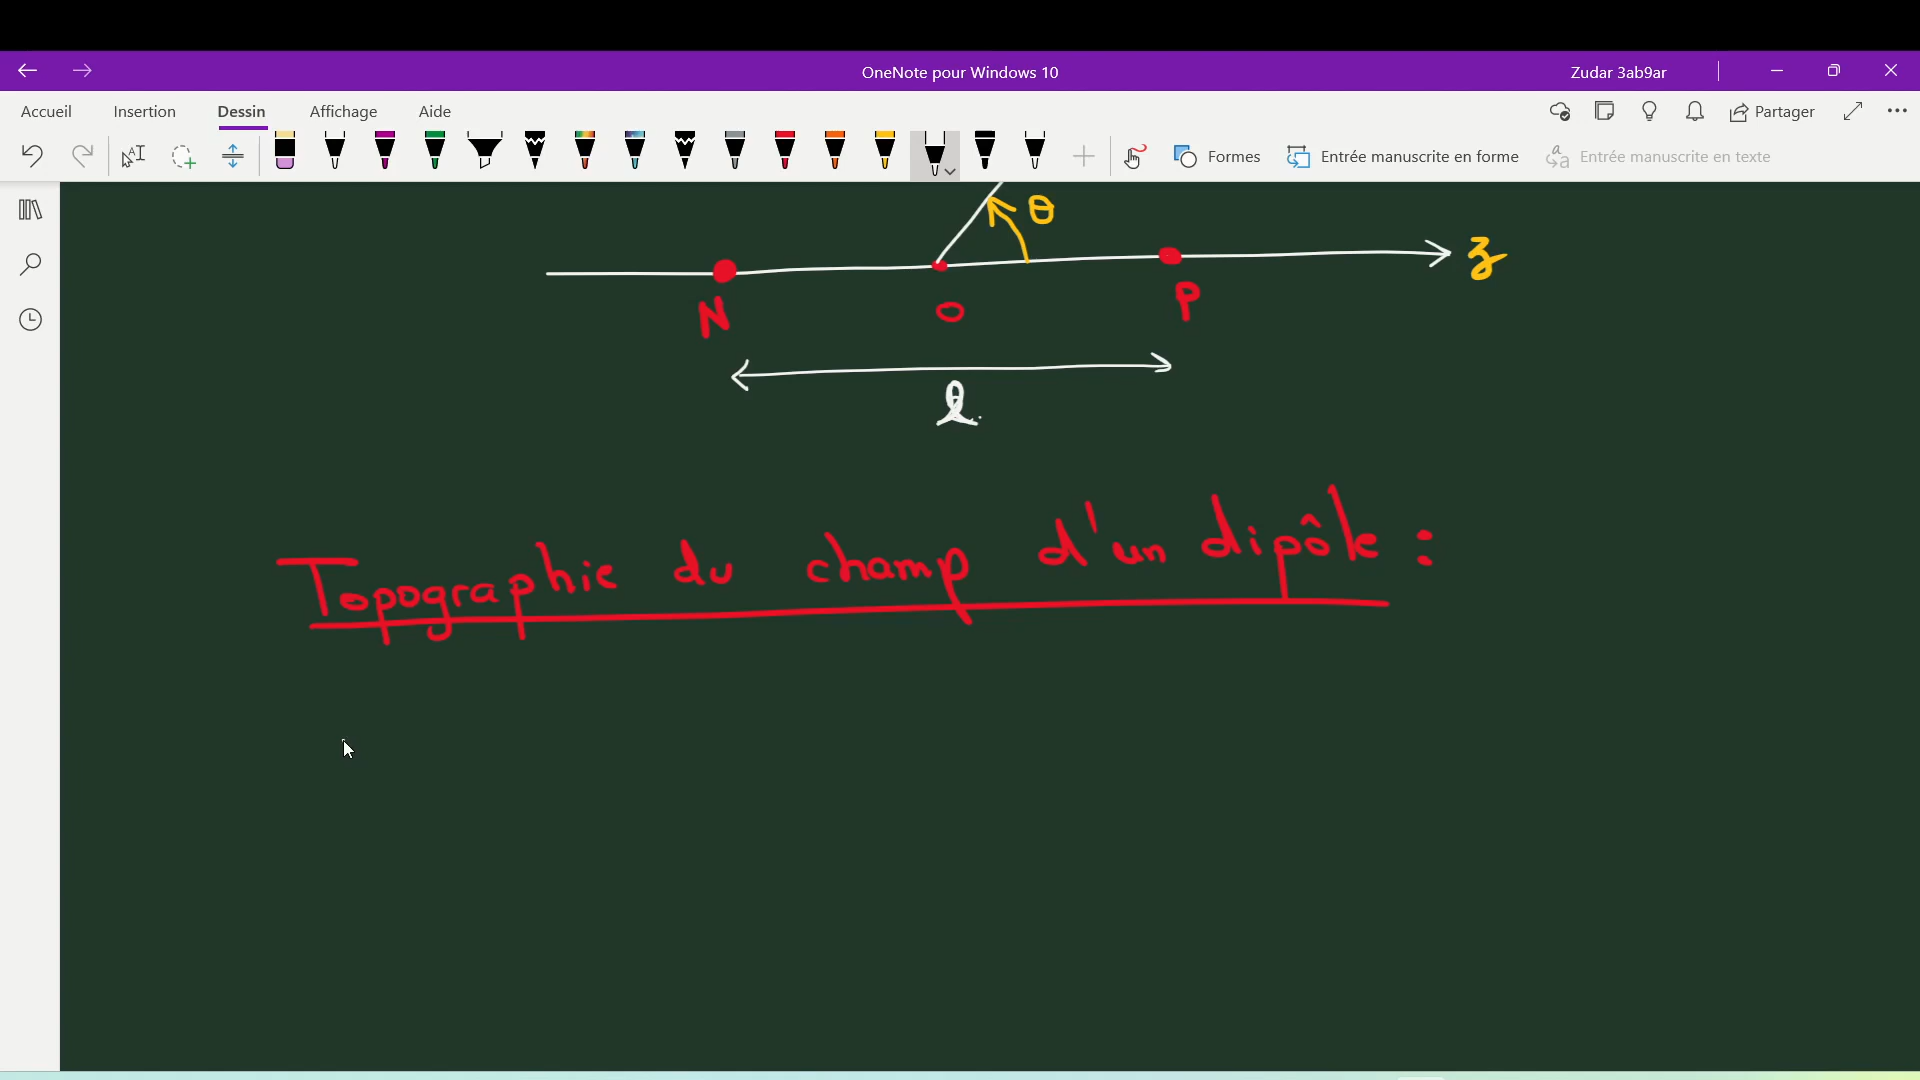 OneNote pour Windows 10
Zudar 3ab9ar
Accueil Insertion Dessin Affichage Aide
Partager
Formes
Entrée manuscrite en forme
Entrée manuscrite en texte
θ
z
N O P
l
Topographie du champ d'un dipôle :